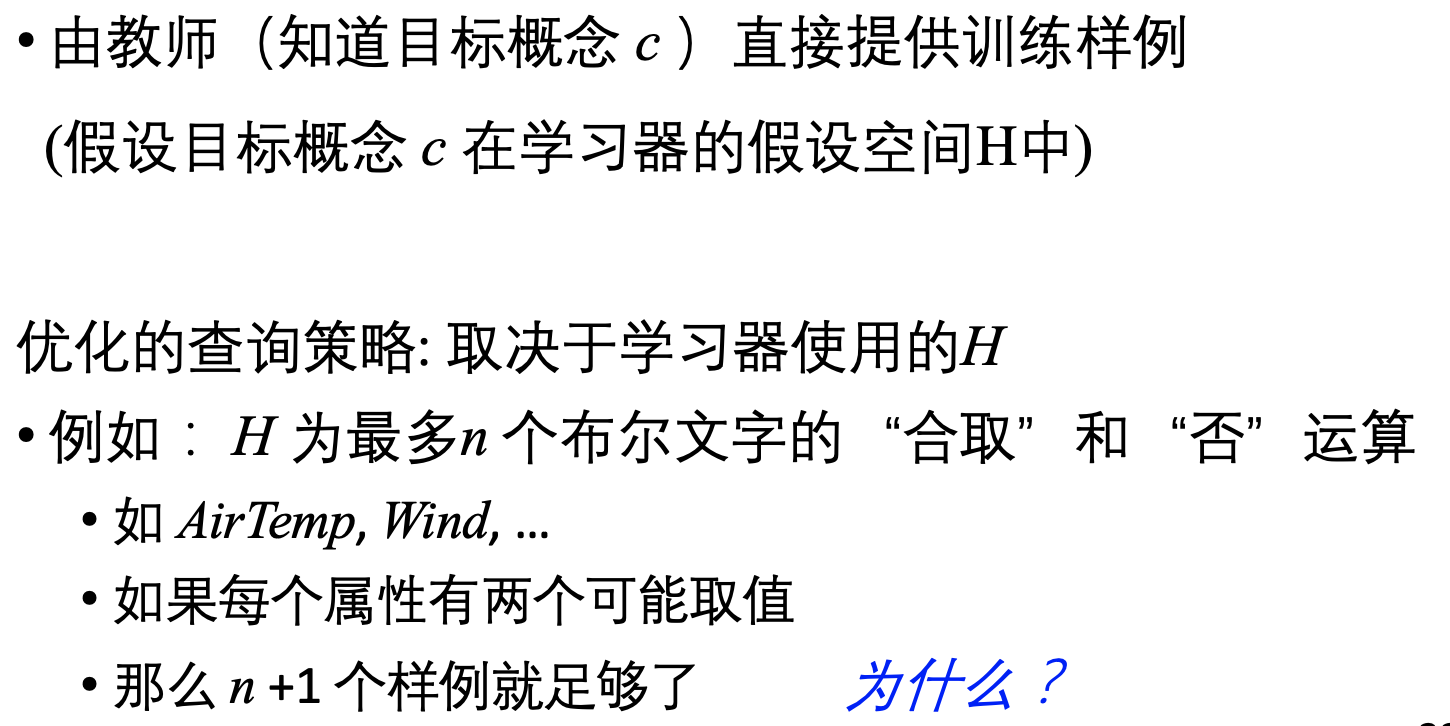 • 由教师（知道目标概念 c ）直接提供训练样例
(假设目标概念 c 在学习器的假设空间H中)
优化的查询策略: 取决于学习器使用的H
• 例如： H 为最多n 个布尔文字的 “合取” 和 “否” 运算
• 如 AirTemp, Wind, ...
• 如果每个属性有两个可能取值
• 那么 n +1 个样例就足够了 为什么？